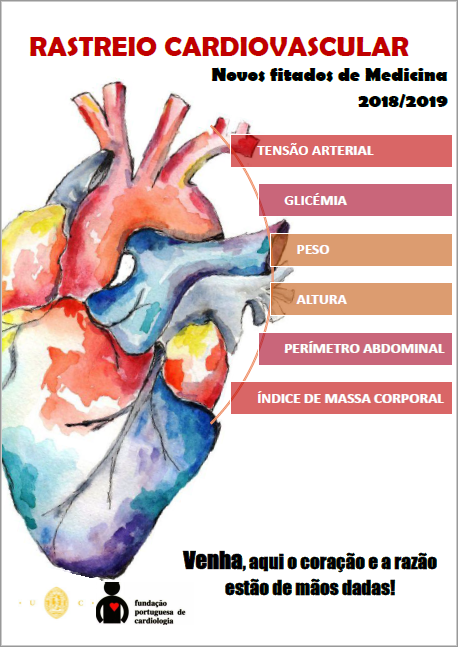 RASTREIO CARDIOVASCULAR
Novos fitados de Medicina
2018/2019
TENSÃO ARTERIAL
GLICÉMIA
PESO
ALTURA
PERÍMETRO ABDOMINAL
ÍNDICE DE MASSA CORPORAL
Venha, aqui o coração e a razão
estão de mãos dadas!
· U C ·
fundação
portuguesa de
cardiologia